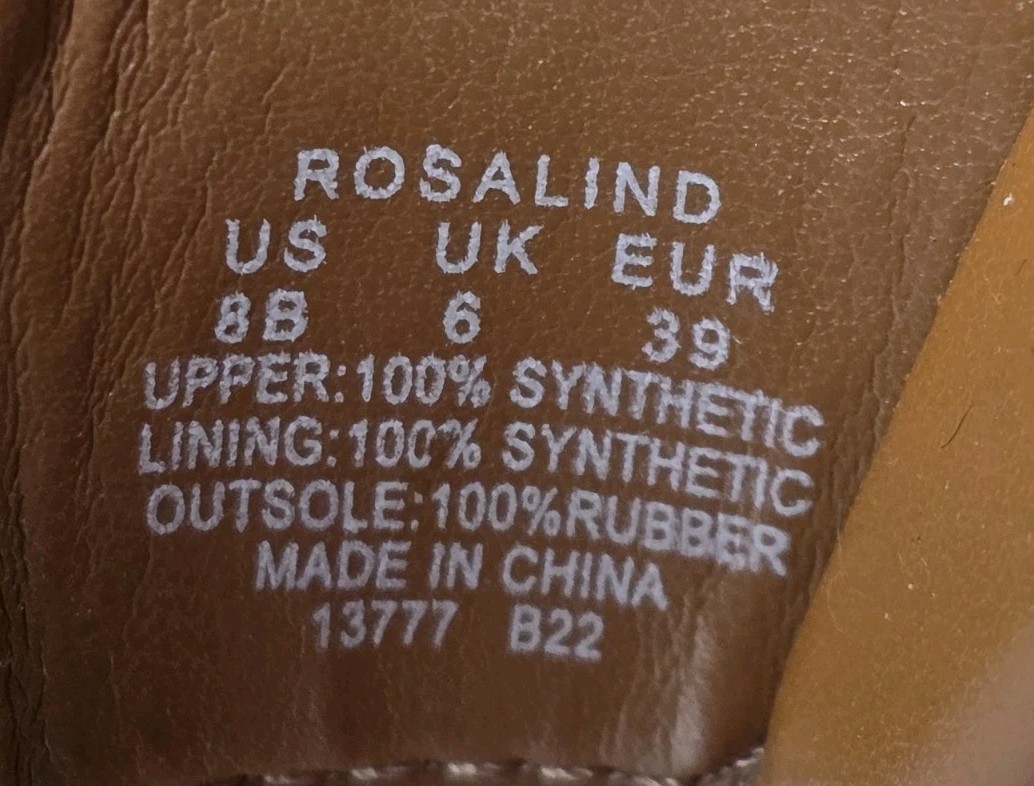 ROSALIND
US UK EUR
8B 6 39
UPPER:100% SYNTHETIC
LINING:100% SYNTHETIC
OUTSOLE:100%RUBBER
MADE IN CHINA
13777 B22